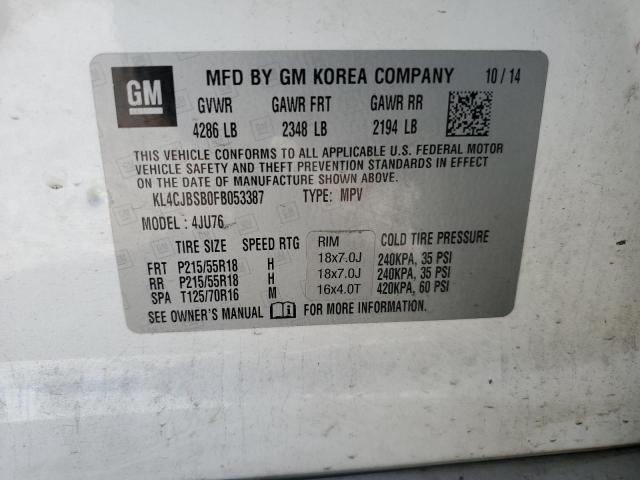 GM
MFD BY GM KOREA COMPANY 10/14
GVWR GAWR FRT GAWR RR
4286 LB 2348 LB 2194 LB
THIS VEHICLE CONFORMS TO ALL APPLICABLE U.S. FEDERAL MOTOR
VEHICLE SAFETY AND THEFT PREVENTION STANDARDS IN EFFECT
ON THE DATE OF MANUFACTURE SHOWN ABOVE.
KL4CJBSB0FB053387 TYPE: MPV
MODEL: 4JU76
TIRE SIZE SPEED RTG RIM COLD TIRE PRESSURE
FRT P215/55R18 H 18x7.0J 240KPA, 35 PSI
RR P215/55R18 H 18x7.0J 240KPA, 35 PSI
SPA T125/70R16 M 16x4.0T 420KPA, 60 PSI
SEE OWNER'S MANUAL FOR MORE INFORMATION.